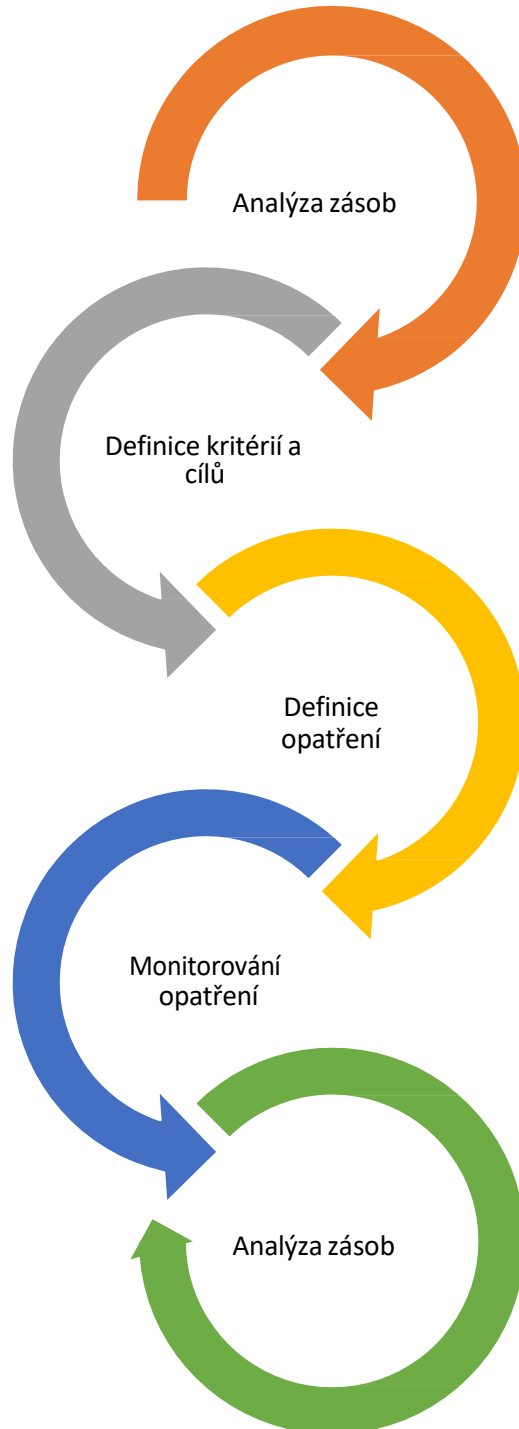 Analýza zásob
Definice kritérií a
cílů
Definice
opatření
Monitorování
opatření
Analýza zásob